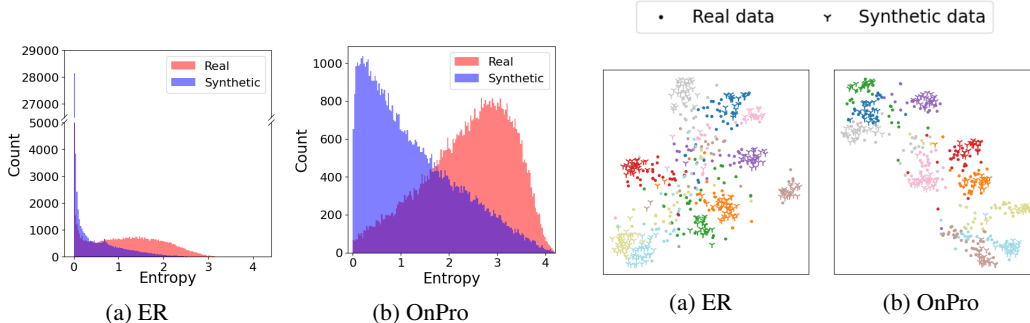 Real data
Synthetic data
29000
28000
27000
5000
4000
3000
2000
1000
0
Count
Real
Synthetic
0 1 2 3 4
Entropy
(a) ER
1000
800
600
400
200
0
Count
Real
Synthetic
0 1 2 3 4
Entropy
(b) OnPro
(a) ER
(b) OnPro